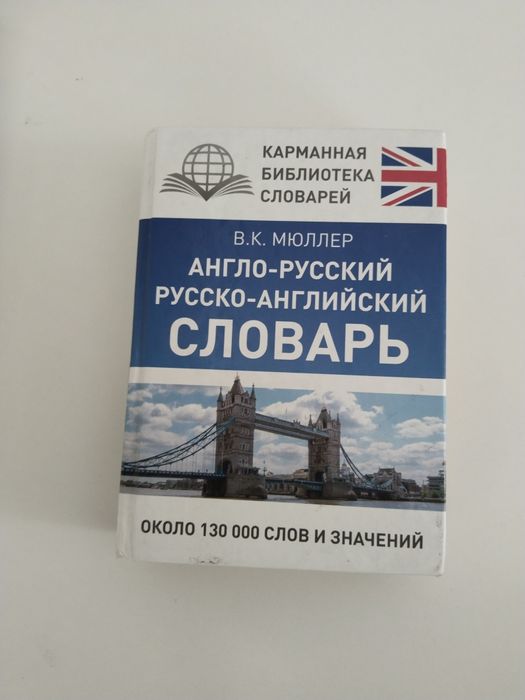 КАРМАННАЯ
БИБЛИОТЕКА
СЛОВАРЕЙ
В.К. МЮЛЛЕР
АНГЛО-РУССКИЙ
РУССКО-АНГЛИЙСКИЙ
СЛОВАРЬ
ОКОЛО 130 000 СЛОВ И ЗНАЧЕНИЙ